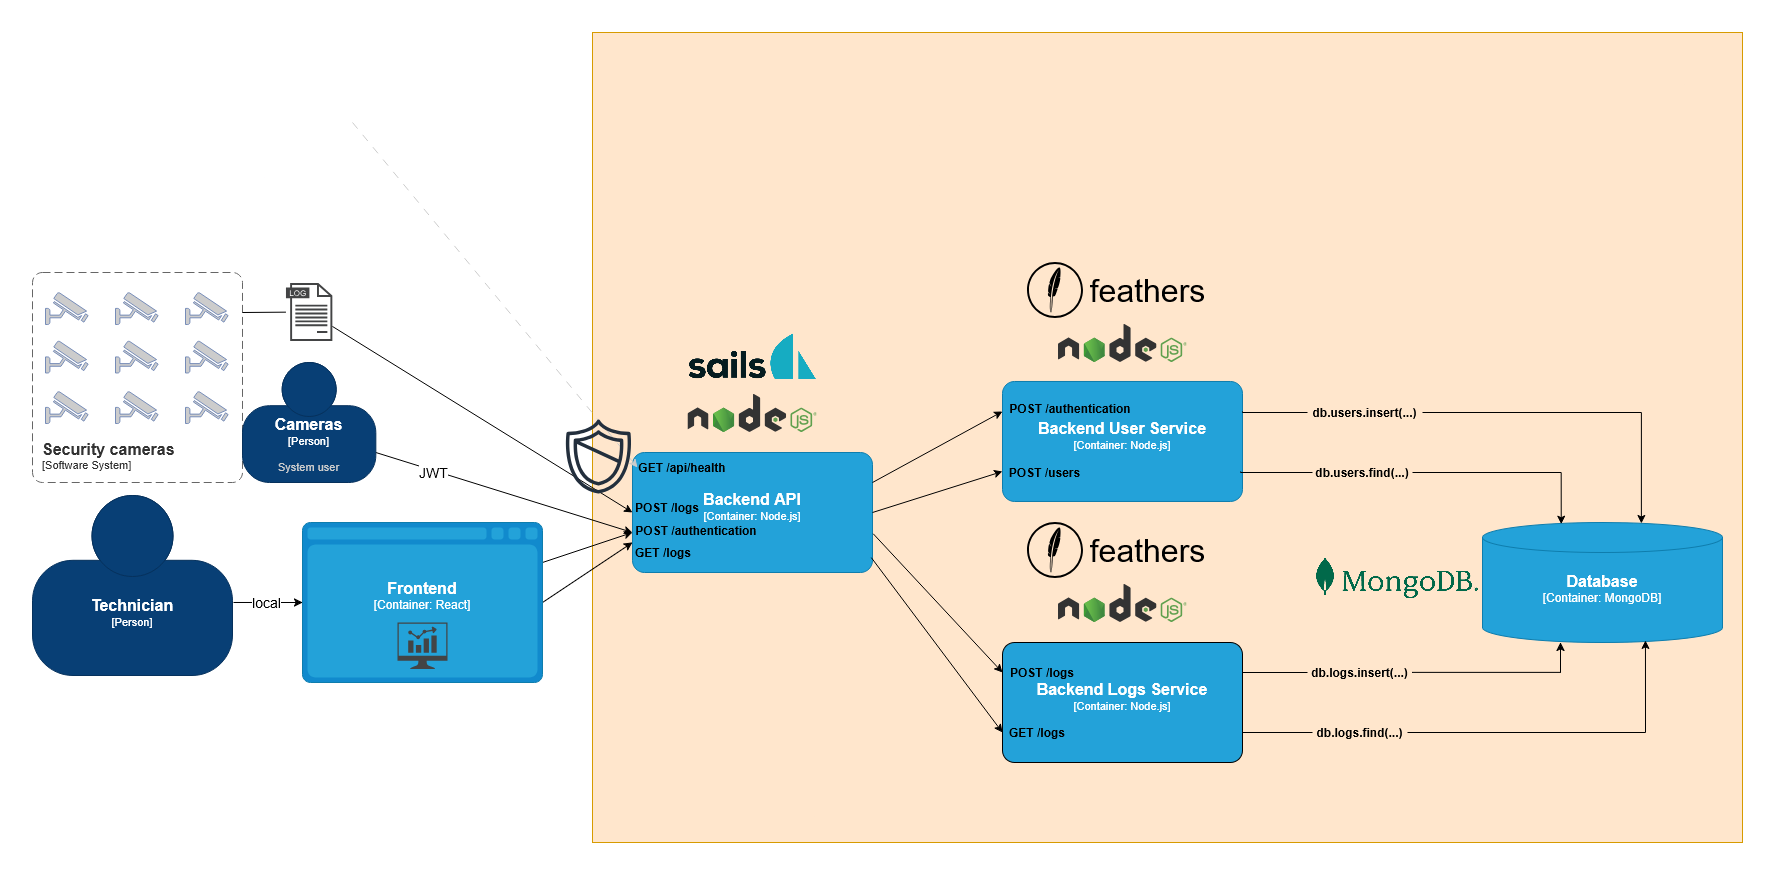 LOG
Security cameras
[Software System]
Cameras
[Person]
System user
JWT
Technician
[Person]
local
Frontend
[Container: React]
sails
node
JS
GET /api/health
Backend API
[Container: Node.js]
POST /logs
POST /authentication
GET /logs
feathers
node
JS
POST /authentication
Backend User Service
[Container: Node.js]
POST /users
db.users.insert(...)
db.users.find(...)
feathers
node
JS
POST /logs
Backend Logs Service
[Container: Node.js]
GET /logs
db.logs.insert(...)
db.logs.find(...)
MongoDB.
Database
[Container: MongoDB]